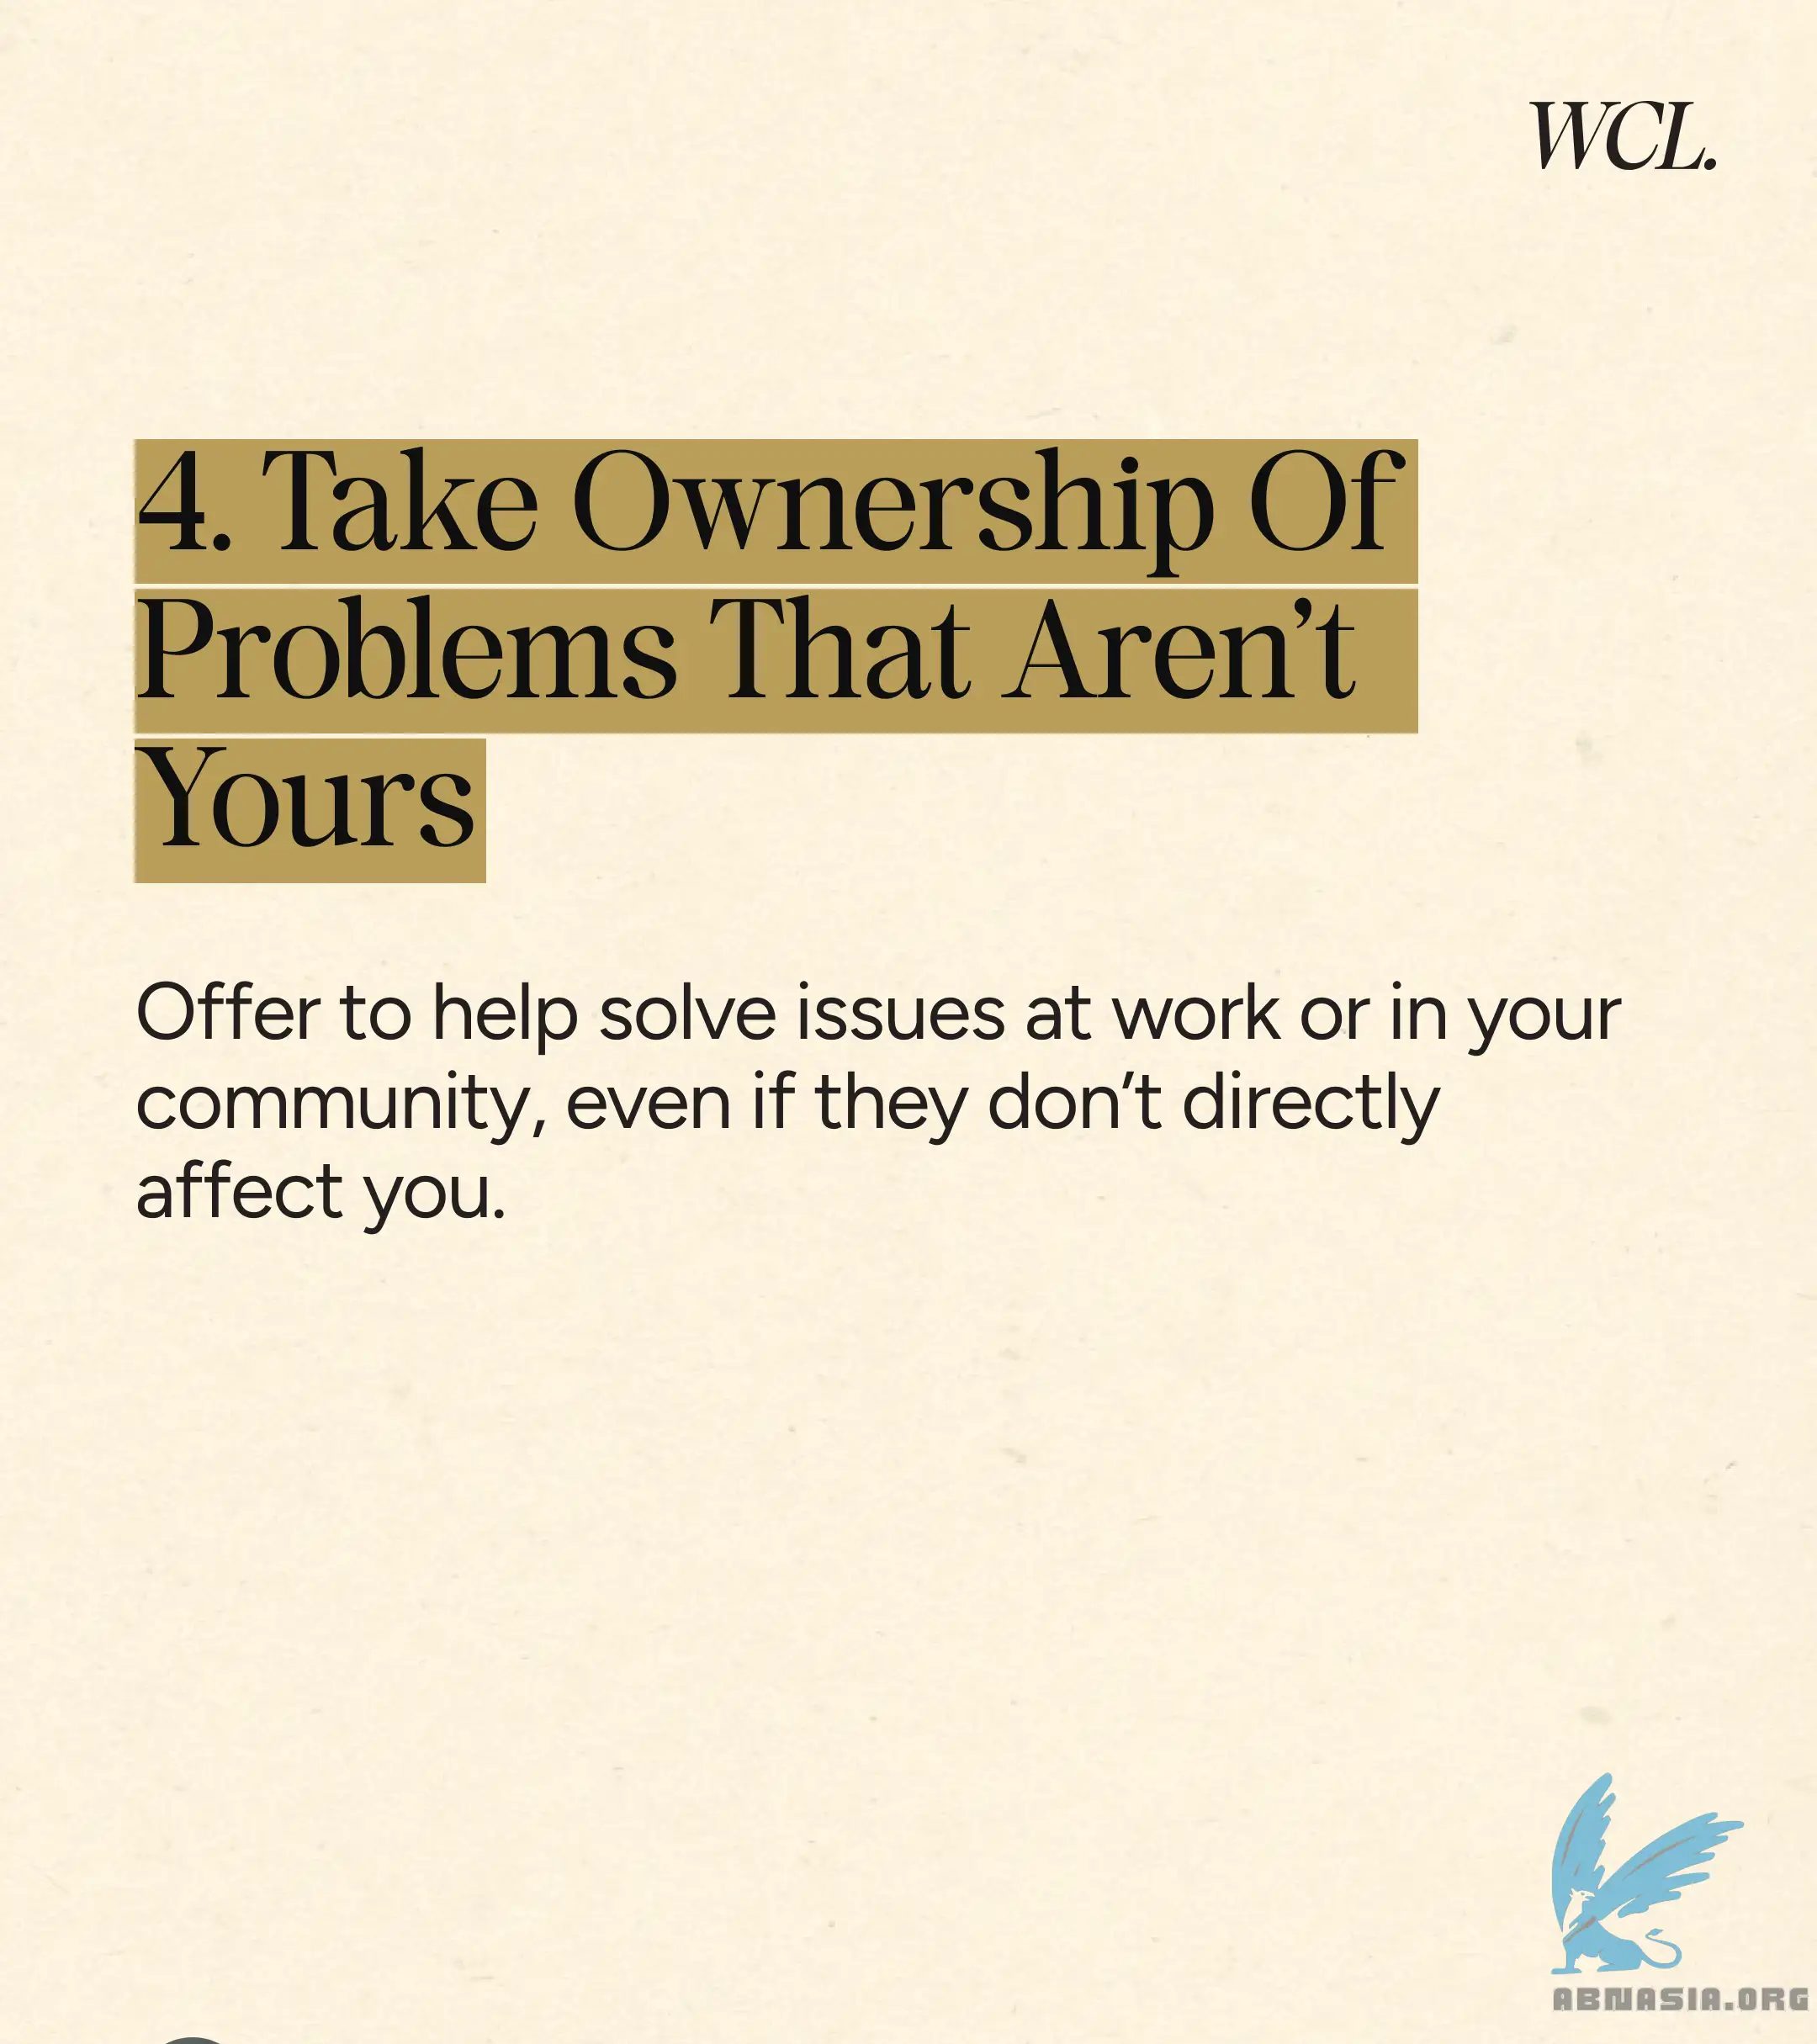 WCL.
4. Take Ownership Of
Problems That Aren’t
Yours
Offer to help solve issues at work or in your
community, even if they don’t directly
affect you.
ABNASIA.ORG